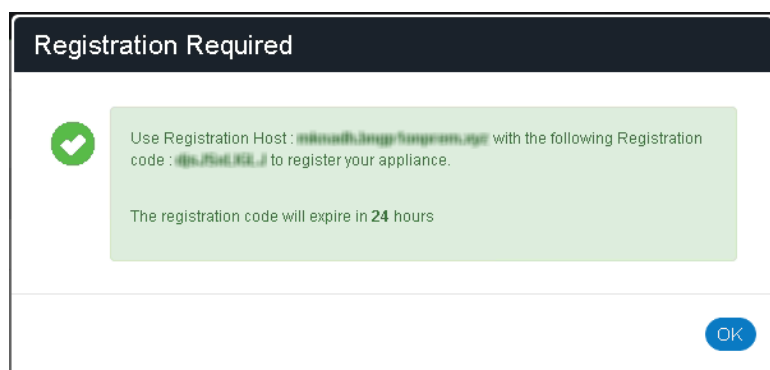 Registration Required
Use Registration Host : with the following Registration
code : to register your appliance.
The registration code will expire in 24 hours
OK